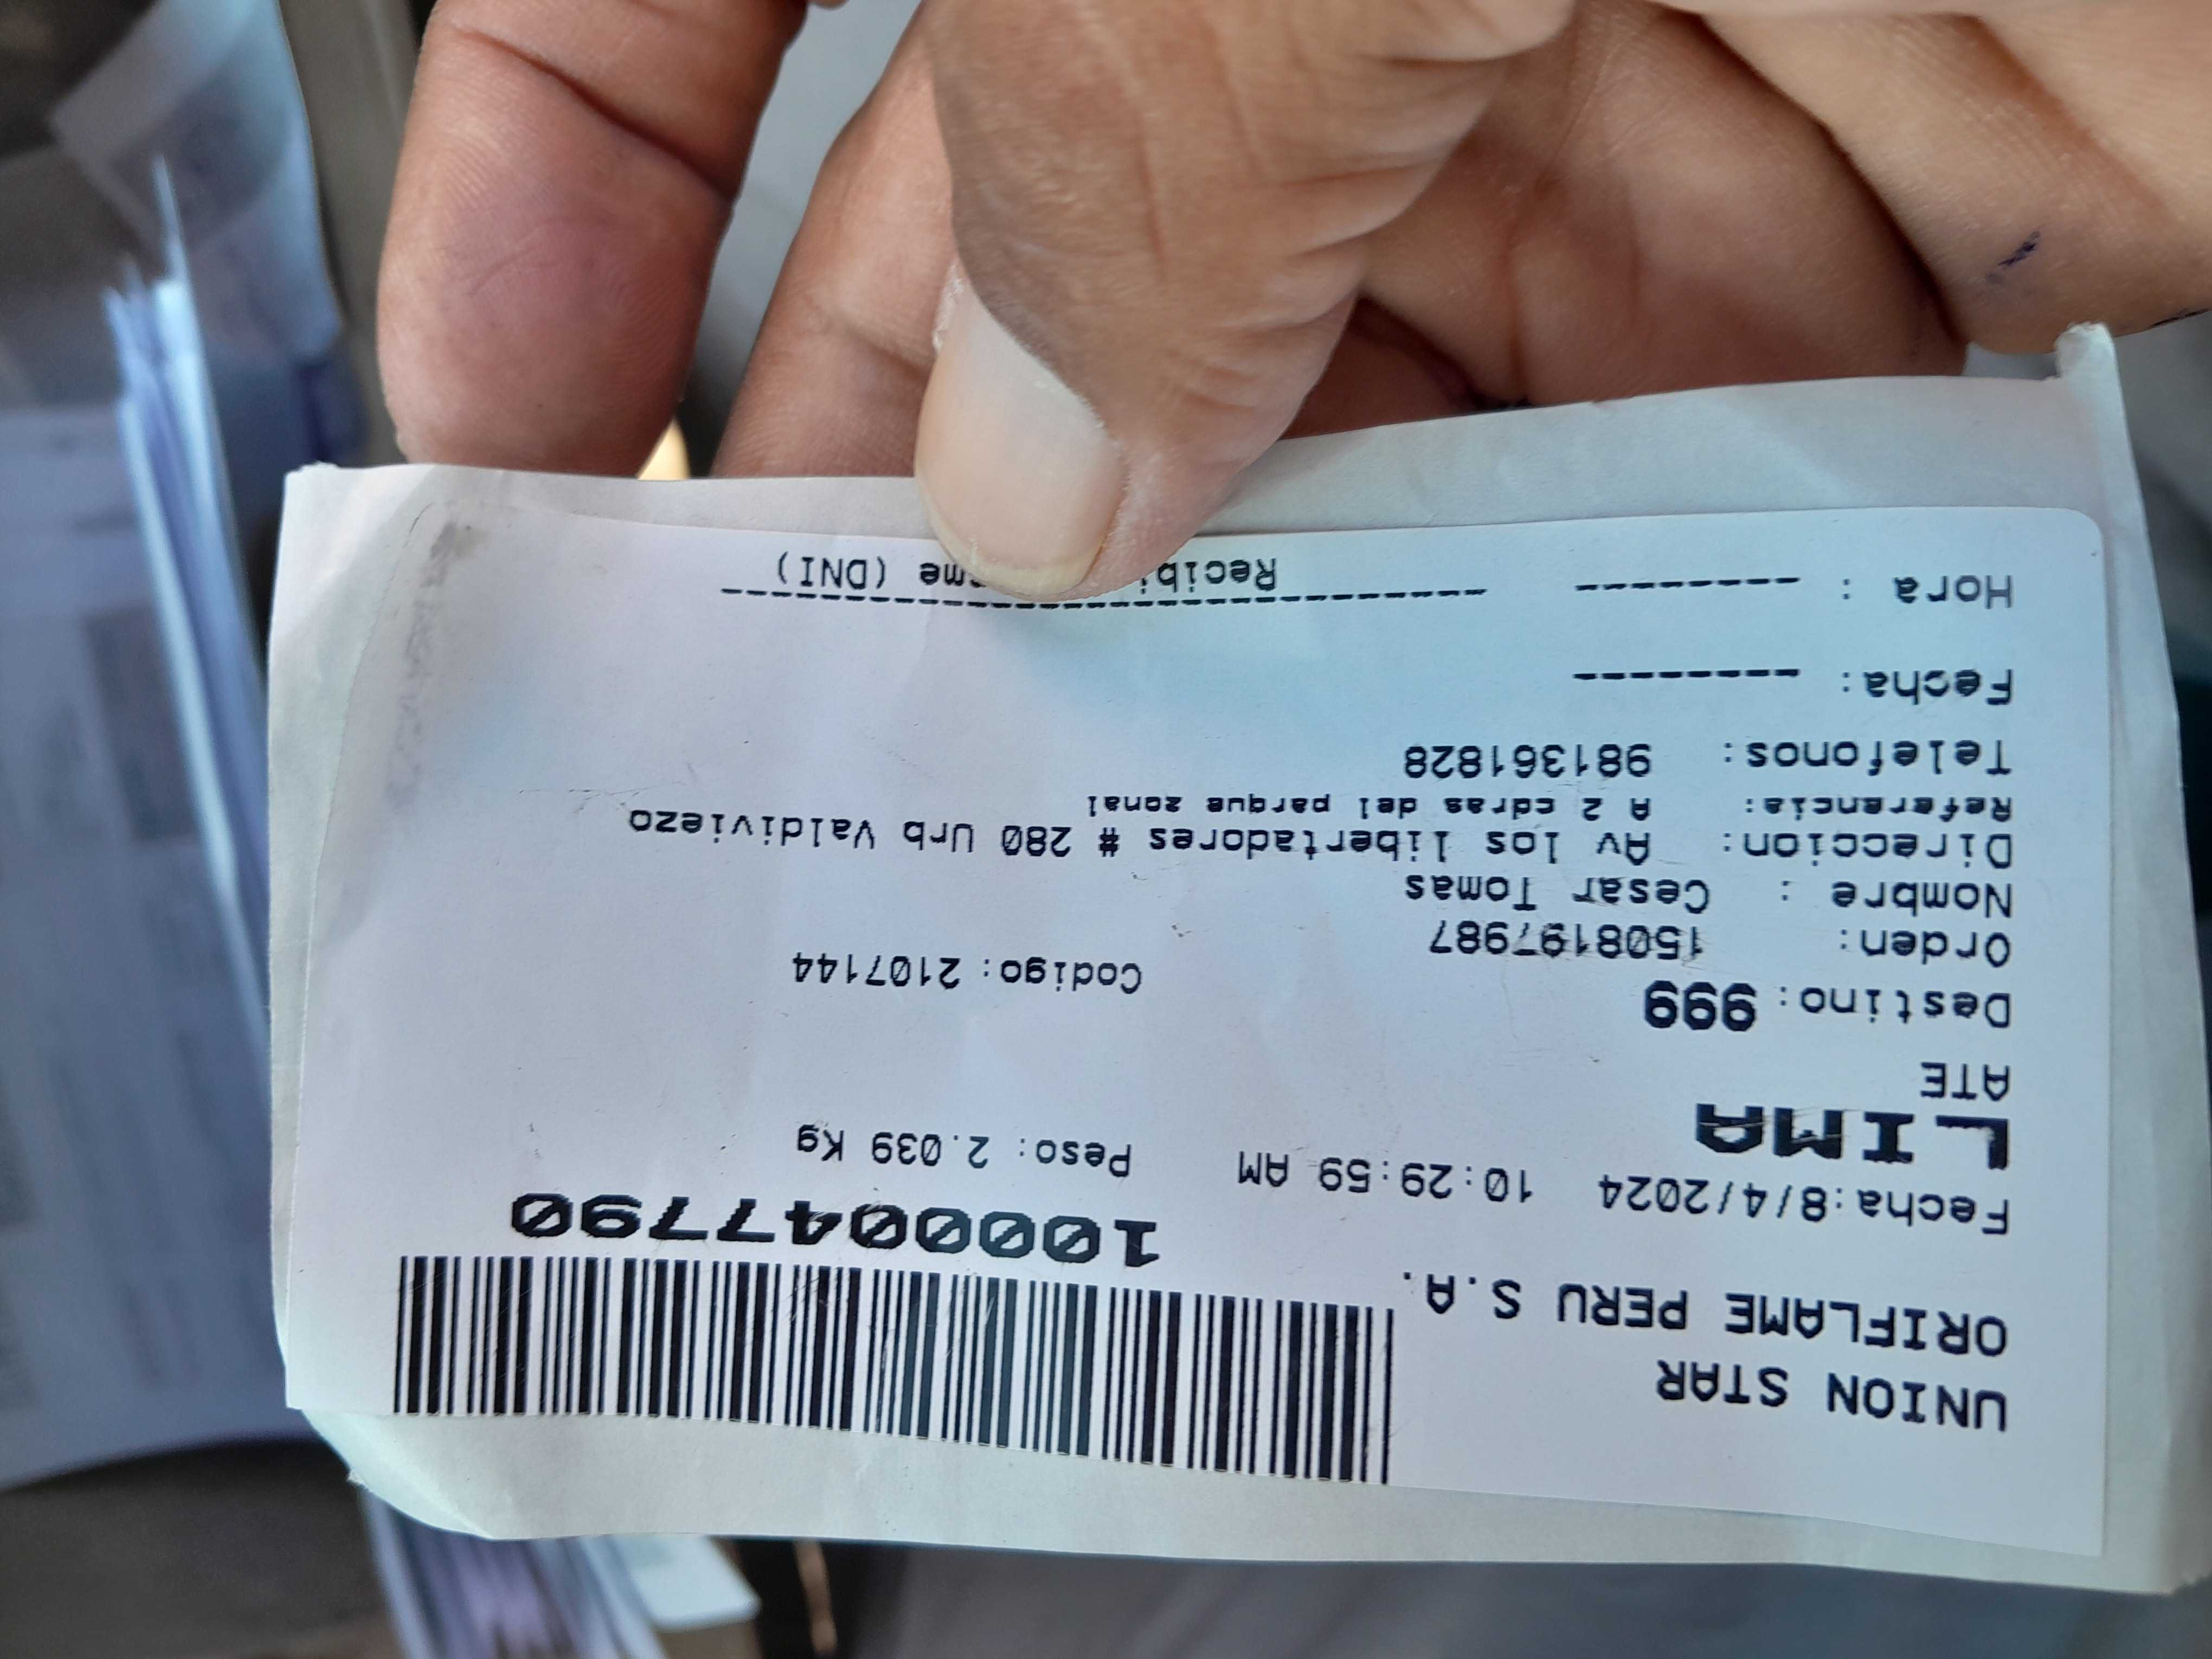 UNION STAR
ORIFLAME PERU S.A.
1000047790
Fecha:8/4/2024 10:29:59 AM Peso: 2.039 Kg
LIMA
ATE
Destino: 999 Codigo: 2107144
Orden: 1508197987
Nombre : Cesar Tomas
Direccion: Av los libertadores # 280 Urb Valdiviezo
Referencia: A 2 cdras del parque zonal
Telefonos: 981361828
Fecha: ---------
Hora : ---------
(DNI)